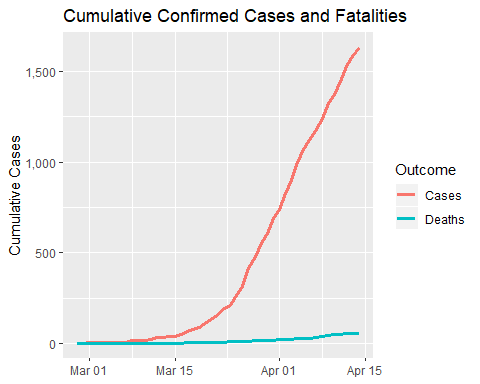 Cumulative Confirmed Cases and Fatalities
Cumulative Cases
1,500
1,000
500
0
Mar 01 Mar 15 Apr 01 Apr 15
Outcome
Cases
Deaths